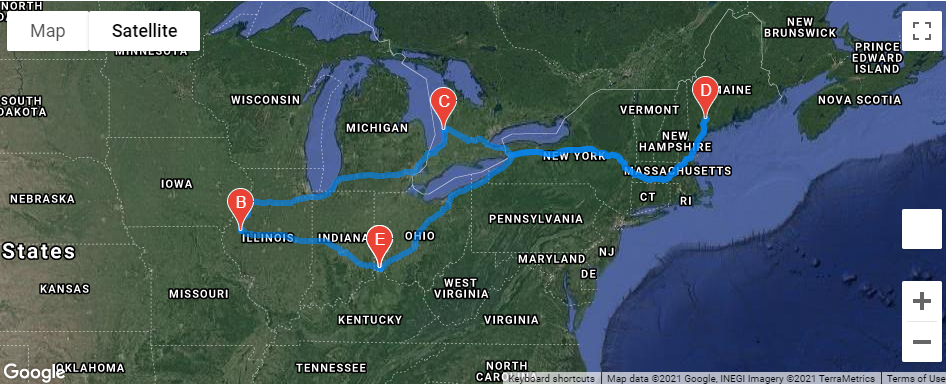 NORTH
DAKOTA
Map
Satellite
MINNESOTA
NEW
BRUNSWICK
PRINCE
EDWARD
ISLAND
SOUTH
DAKOTA
WISCONSIN
C
D
MAINE
NOVA SCOTIA
MICHIGAN
VERMONT
NEW
HAMPSHIRE
NEW YORK
MASSACHUSETTS
IOWA
NEBRASKA
B
CT
RI
PENNSYLVANIA
ILLINOIS
INDIANA
E
OHIO
States
NJ
MARYLAND
DE
KANSAS
MISSOURI
WEST
VIRGINIA
KENTUCKY
VIRGINIA
OKLAHOMA
TENNESSEE
NORTH
CAROLINA
Google
Keyboard shortcuts
Map data ©2021 Google, INEGI Imagery ©2021 TerraMetrics
Terms of Use